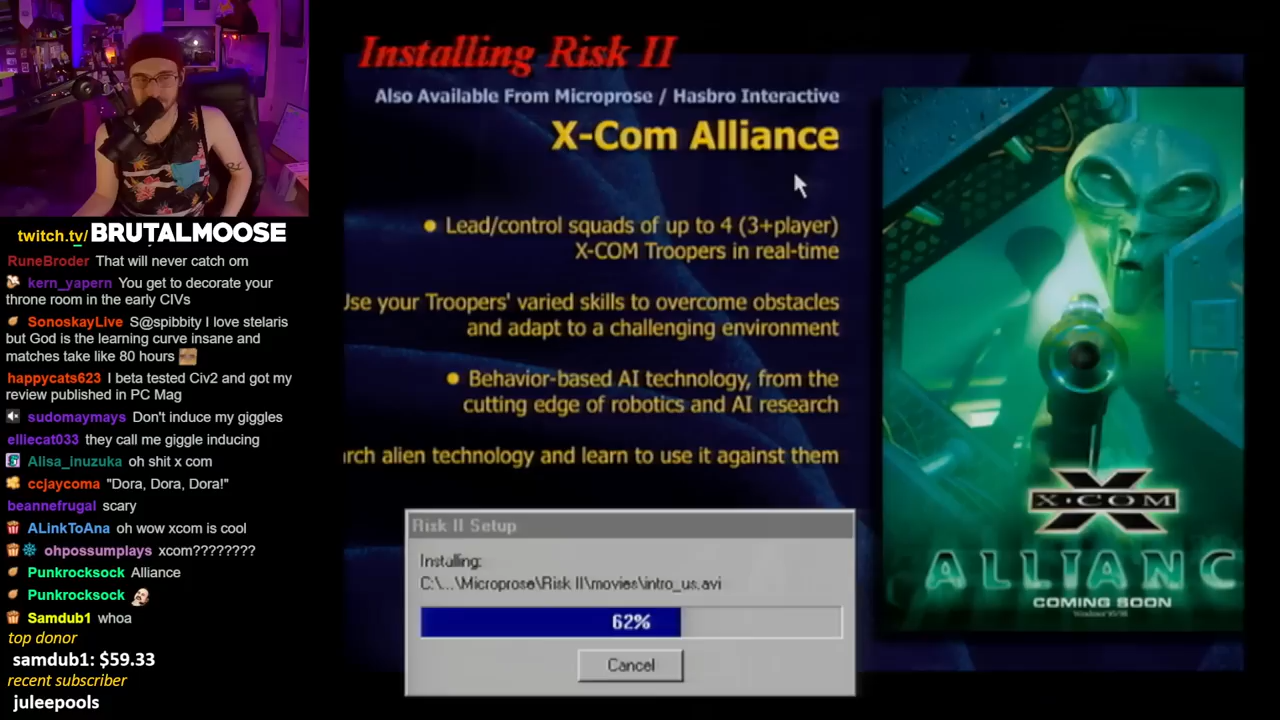 twitch.tv/BRUTALMOOSE
RuneBroder That will never catch om
kern_yapern You get to decorate your
throne room in the early CIVs
SonoskayLive S@spibbity I love stelaris
but God is the learning curve insane and
matches take like 80 hours
happycats623 I beta tested Civ2 and got my
review published in PC Mag
sudomaymays Don't induce my giggles
elliecat033 they call me giggle inducing
Alisa_inuzuka oh shit x com
ccjaycoma "Dora, Dora, Dora!"
beannefrugal scary
ALinkToAna oh wow xcom is cool
ohpossumplays xcom????????
Punkrocksock Alliance
Punkrocksock
Samdub1 whoa
top donor
samdub1: $59.33
recent subscriber
juleepools
Installing Risk II
Also Available From Microprose / Hasbro Interactive
X-Com Alliance
• Lead/control squads of up to 4 (3+player)
X-COM Troopers in real-time
Use your Troopers' varied skills to overcome obstacles
and adapt to a challenging environment
• Behavior-based AI technology, from the
cutting edge of robotics and AI research
rch alien technology and learn to use it against them
Risk II Setup
Installing:
C:\...\Microprose\Risk II\movies\intro_us.avi
62%
Cancel
X-COM
ALLIANC
COMING SOON